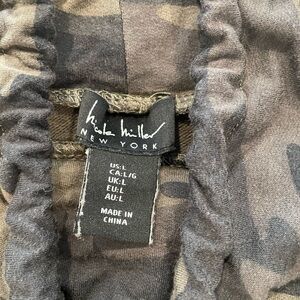 Nicole Miller
NEW YORK
US:L
CA:L/G
UK:L
EU:L
AU:L
MADE IN
CHINA